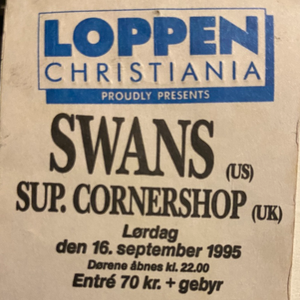 LOPPEN
CHRISTIANIA
PROUDLY PRESENTS
SWANS (US)
SUP. CORNERSHOP (UK)
Lørdag
den 16. september 1995
Dørene åbnes kl. 22.00
Entré 70 kr. + gebyr